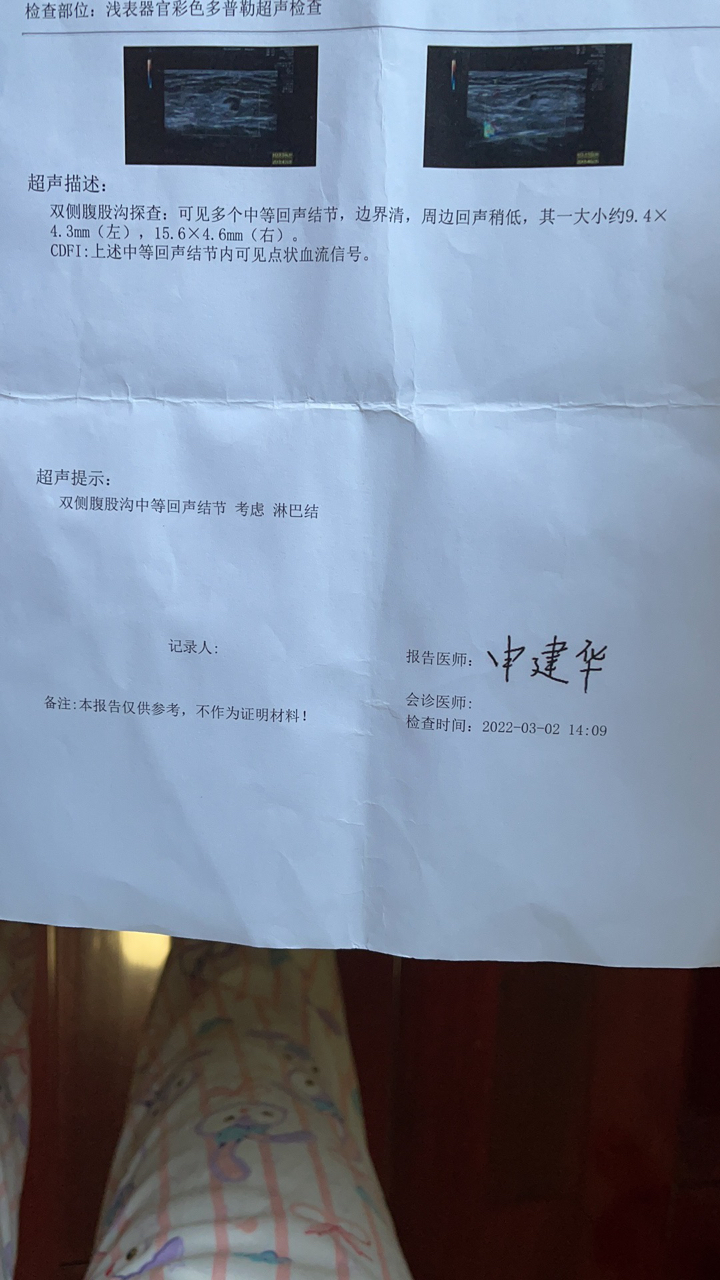 检查部位：浅表器官彩色多普勒超声检查
超声描述：
双侧腹股沟探查：可见多个中等回声结节，边界清，周边回声稍低，其一大小约9.4×
4.3mm（左），15.6×4.6mm（右）。
CDFI:上述中等回声结节内可见点状血流信号。
超声提示：
双侧腹股沟中等回声结节 考虑 淋巴结
记录人:
报告医师: 申建华
会诊医师:
备注:本报告仅供参考，不作为证明材料！
检查时间: 2022-03-02 14:09